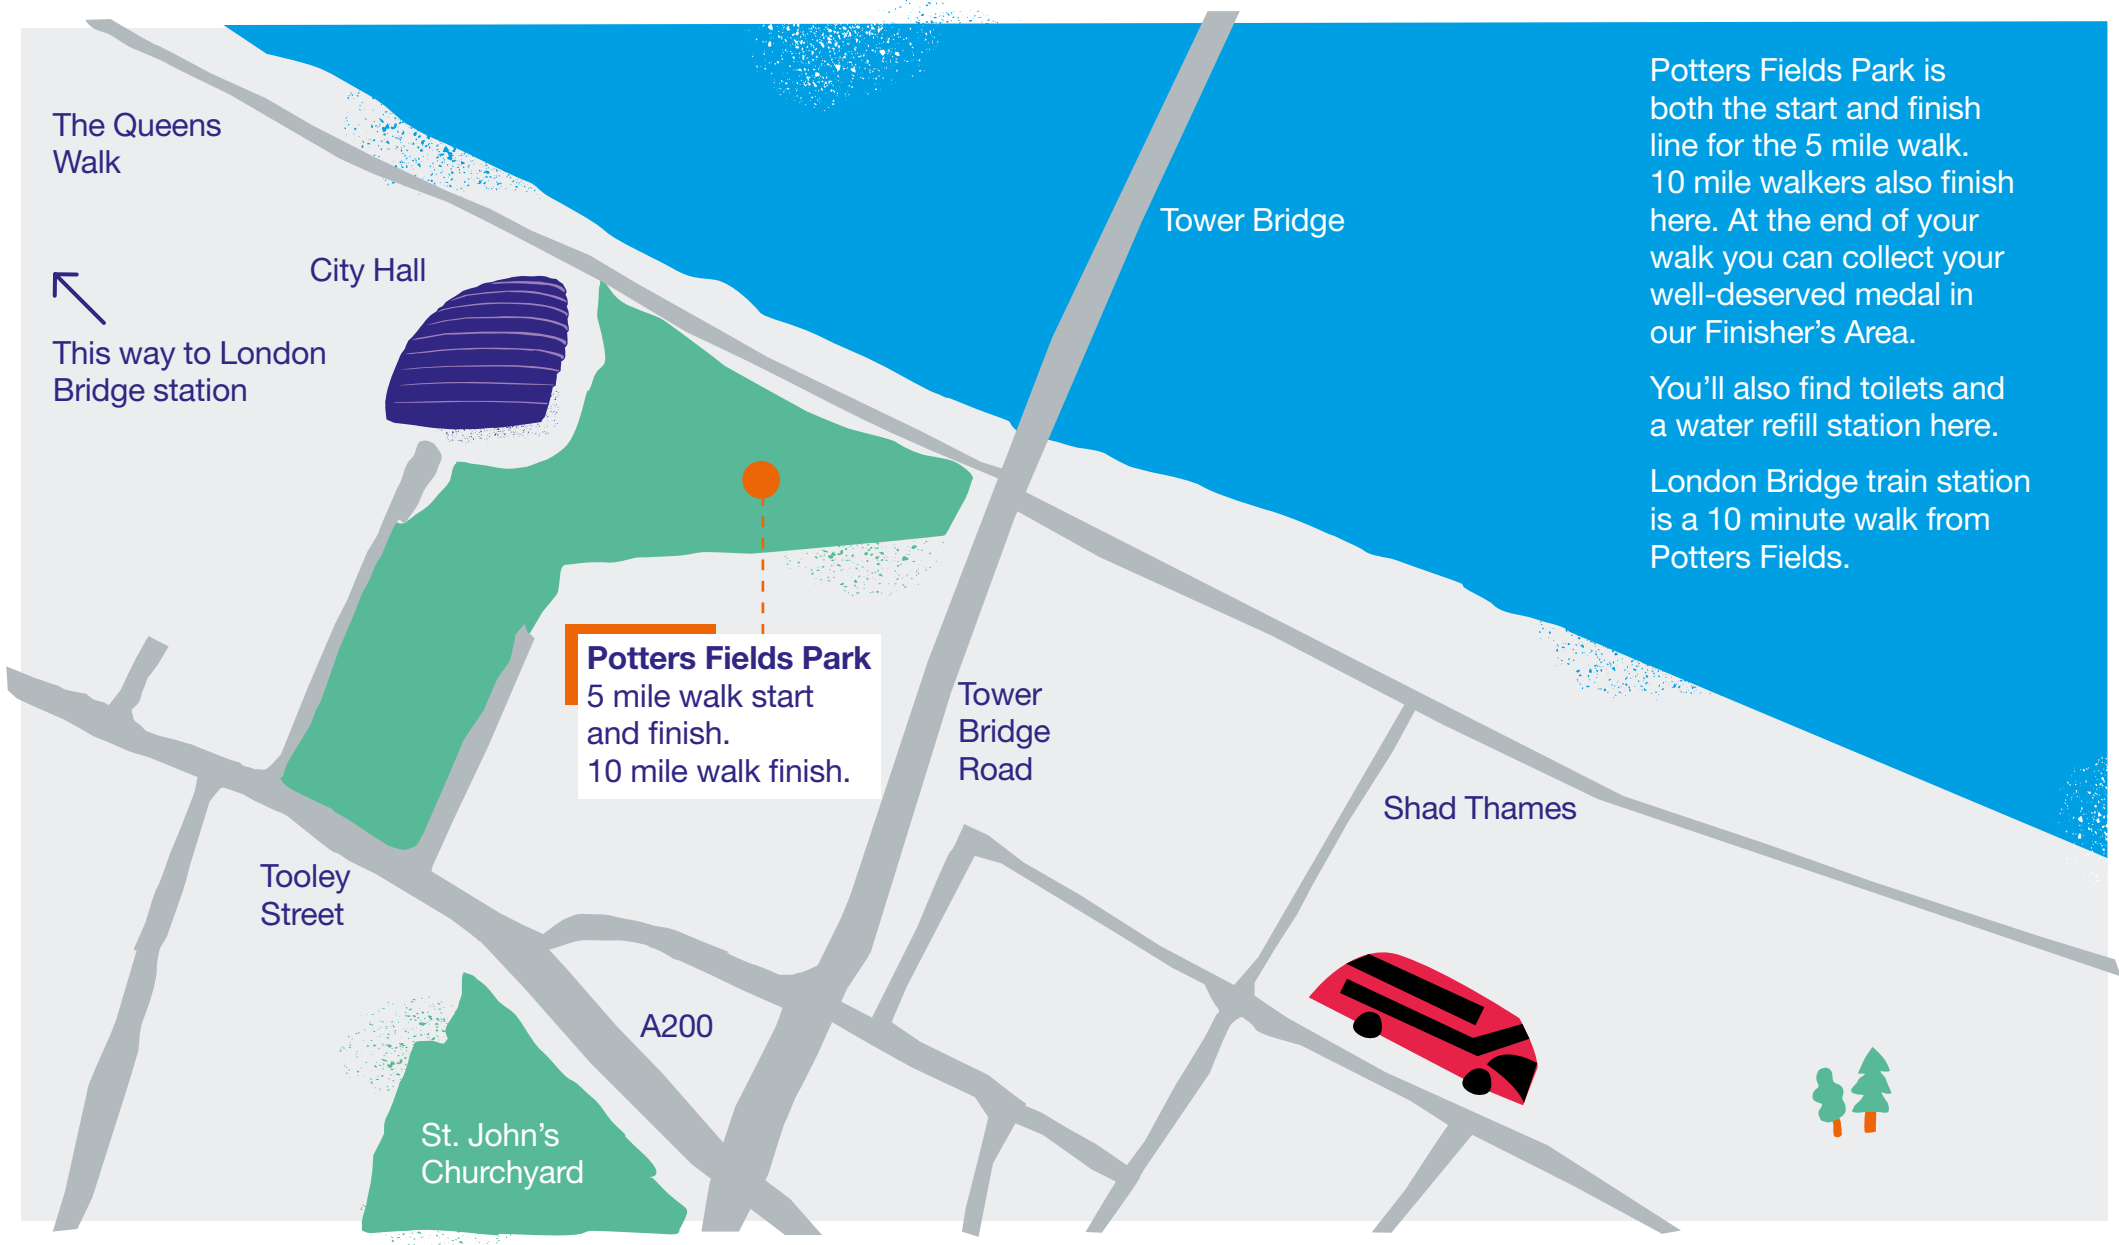 The Queens
Walk
City Hall
This way to London
Bridge station
Tower Bridge
Potters Fields Park is
both the start and finish
line for the 5 mile walk.
10 mile walkers also finish
here. At the end of your
walk you can collect your
well-deserved medal in
our Finisher’s Area.
You’ll also find toilets and
a water refill station here.
London Bridge train station
is a 10 minute walk from
Potters Fields.
Potters Fields Park
5 mile walk start
and finish.
10 mile walk finish.
Tower
Bridge
Road
Shad Thames
Tooley
Street
A200
St. John’s
Churchyard